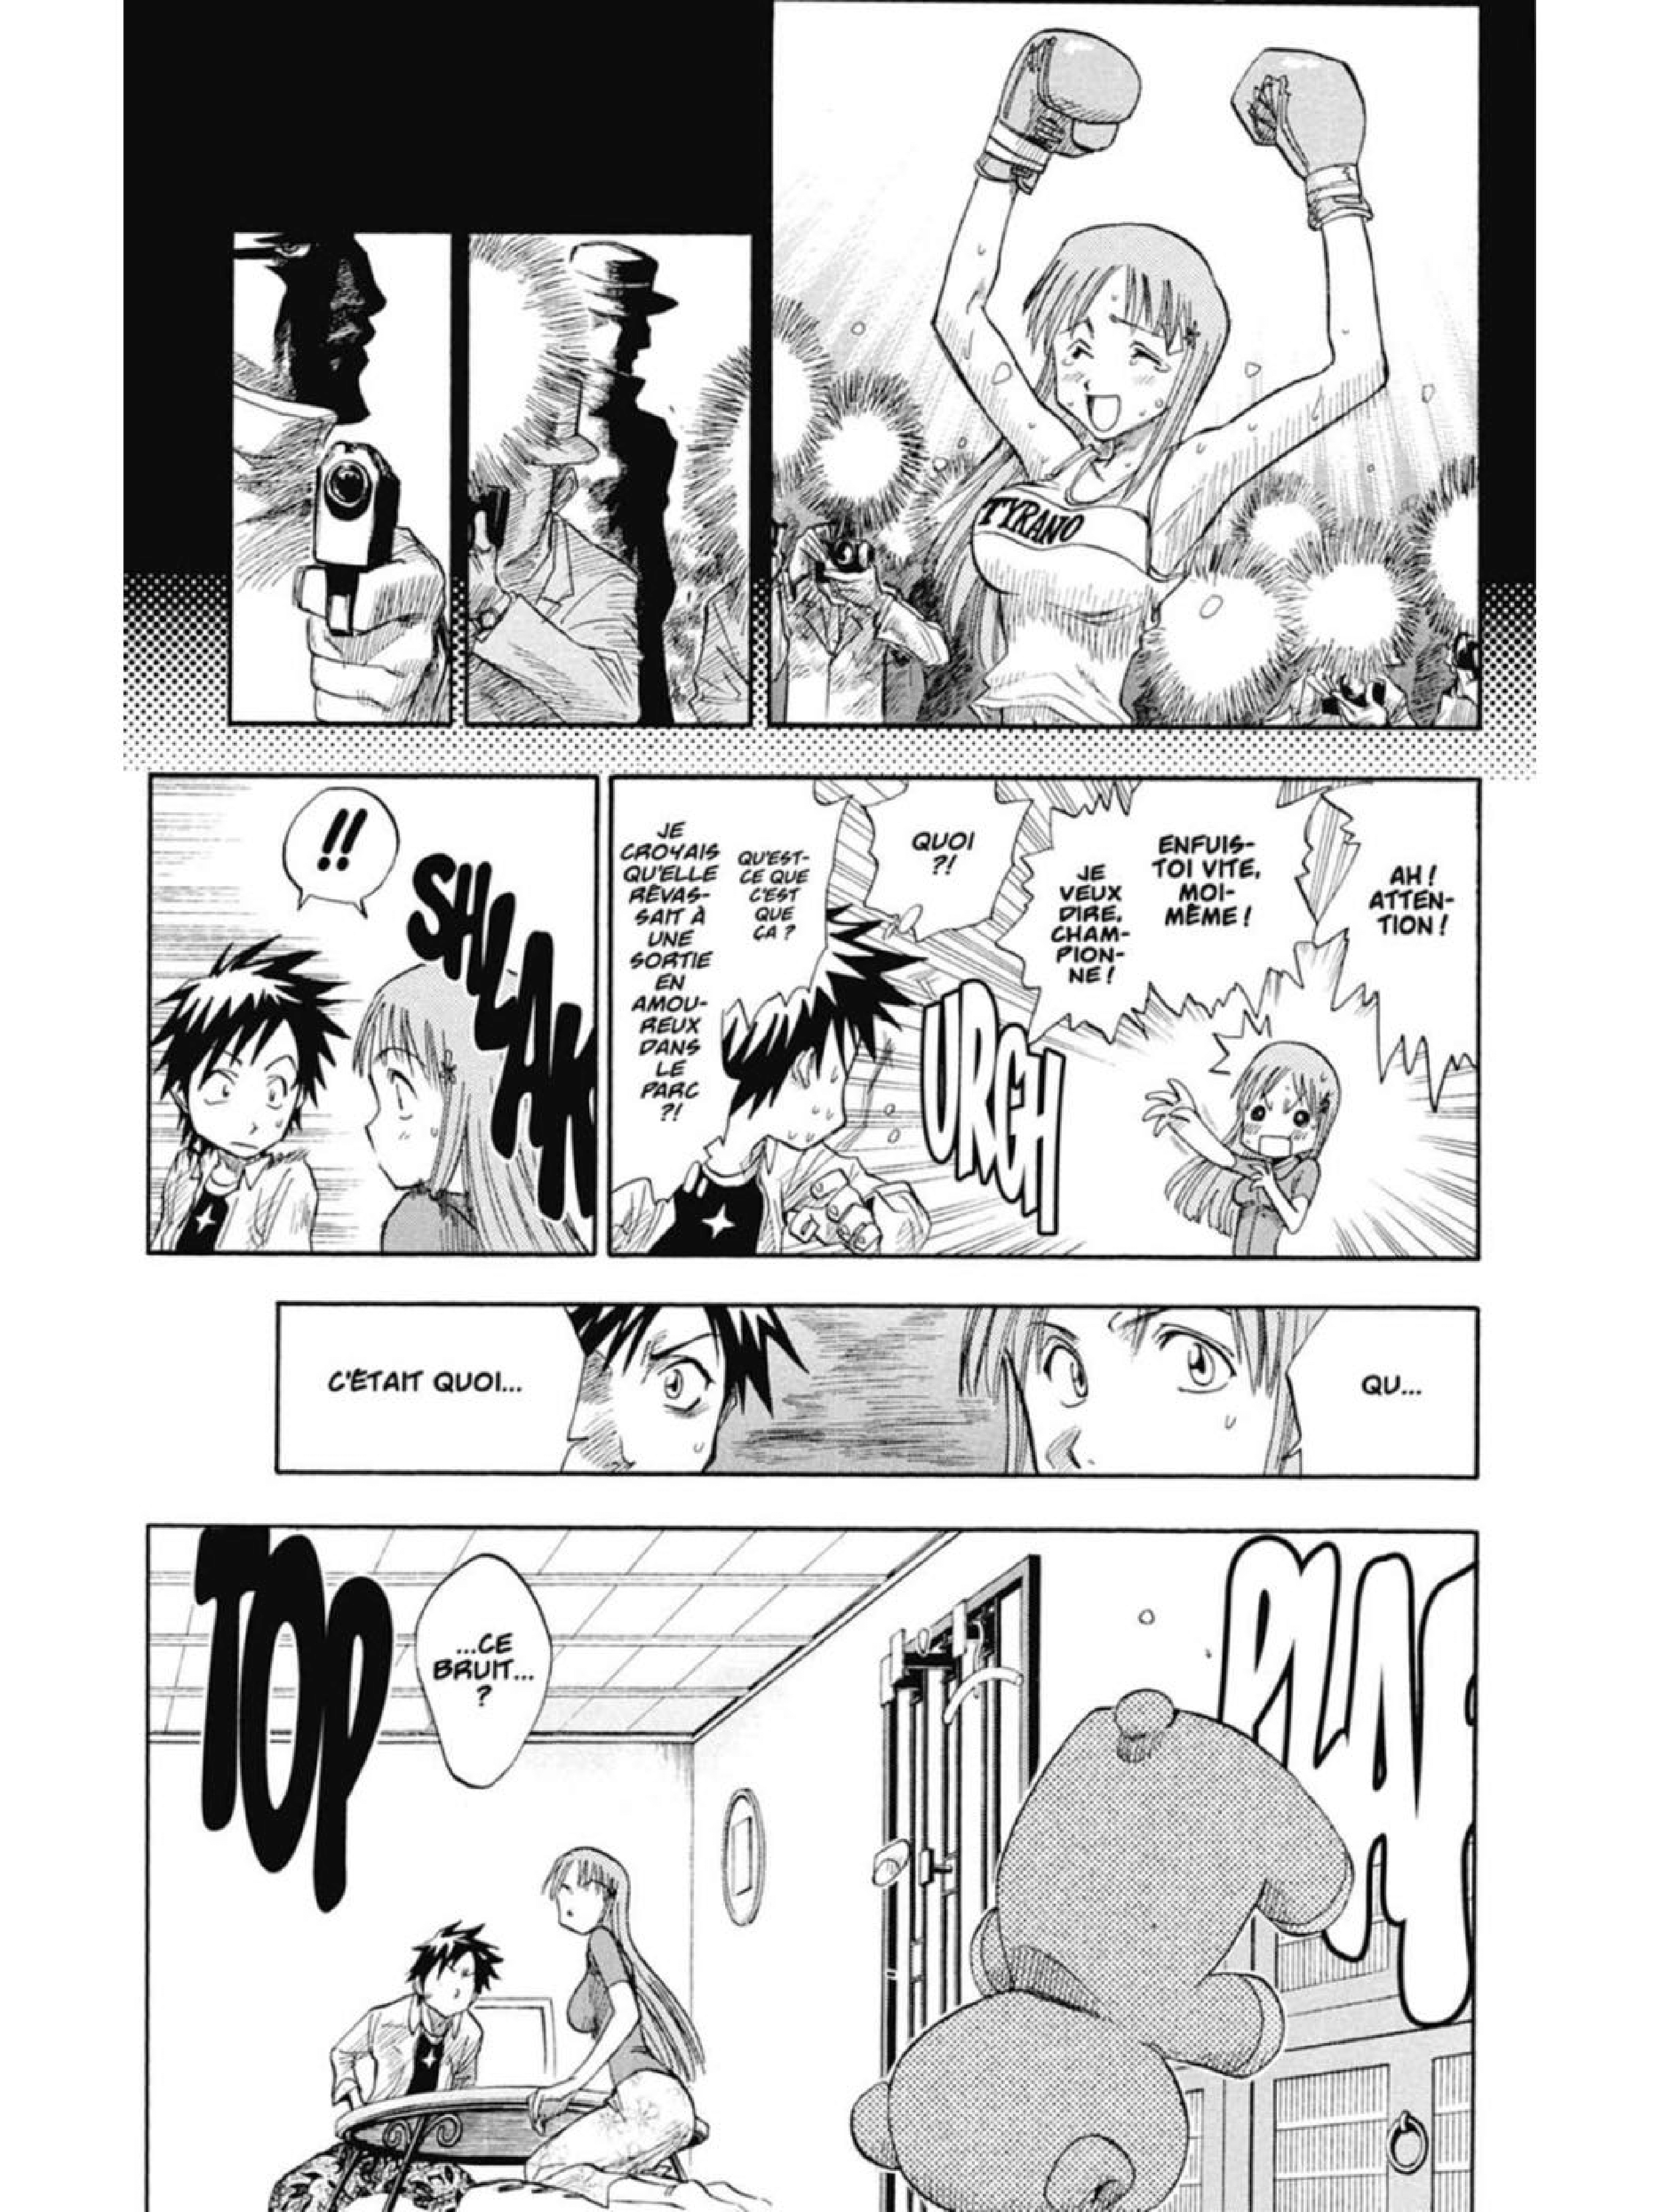 TYRANO
AH !
ATTEN-
TION !
ENFUIS-
TOI VITE,
MOI-
MÊME !
JE
VEUX
DIRE,
CHAM-
PION-
NE !
URGH
QUOI
?!
QU'EST-
CE QUE
C'EST
QUE
ÇA ?
JE
CROYAIS
QU'ELLE
RÊVAS-
SAIT À
UNE
SORTIE
EN
AMOU-
REUX
DANS
LE
PARC
?!
SHLAK
!!
QU...
C'ÉTAIT QUOI...
PLAF
...CE
BRUIT...
?
TOP